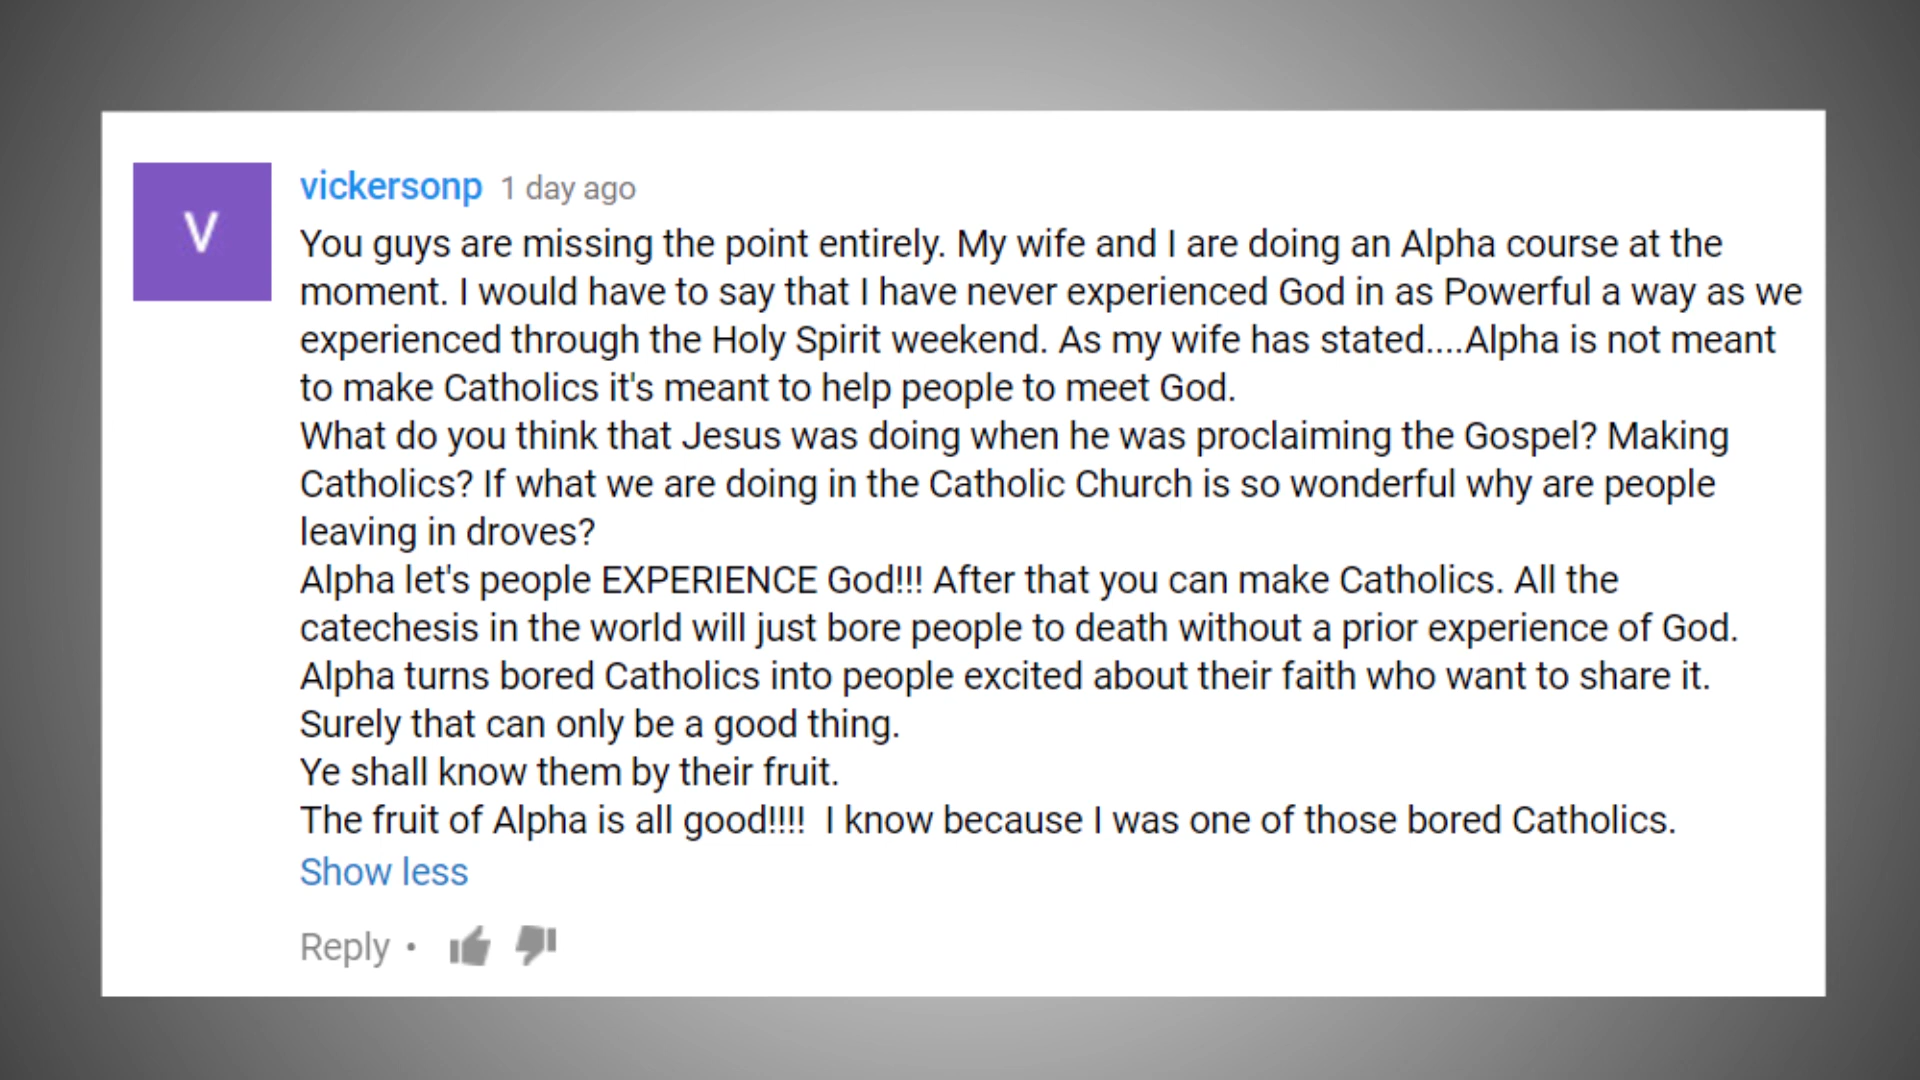 V
vickersonp 1 day ago
You guys are missing the point entirely. My wife and I are doing an Alpha course at the
moment. I would have to say that I have never experienced God in as Powerful a way as we
experienced through the Holy Spirit weekend. As my wife has stated....Alpha is not meant
to make Catholics it's meant to help people to meet God.
What do you think that Jesus was doing when he was proclaiming the Gospel? Making
Catholics? If what we are doing in the Catholic Church is so wonderful why are people
leaving in droves?
Alpha let's people EXPERIENCE God!!! After that you can make Catholics. All the
catechesis in the world will just bore people to death without a prior experience of God.
Alpha turns bored Catholics into people excited about their faith who want to share it.
Surely that can only be a good thing.
Ye shall know them by their fruit.
The fruit of Alpha is all good!!!!  I know because I was one of those bored Catholics.
Show less
Reply •